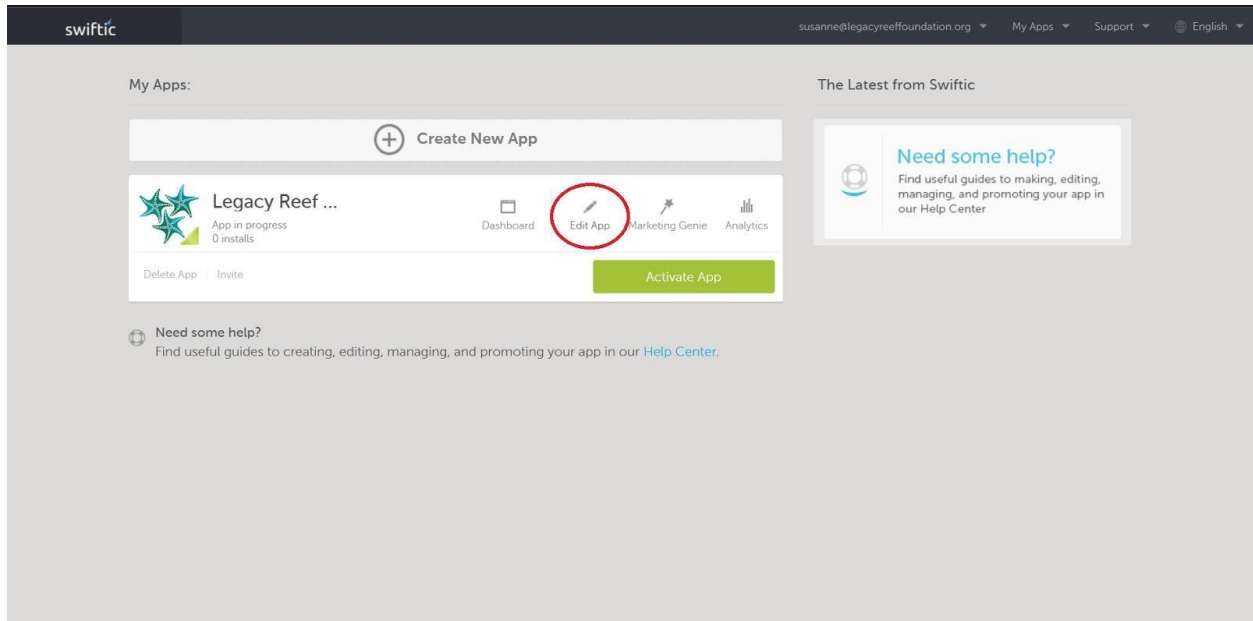 swiftic
susanne@legacyreeffoundation.org
My Apps
Support
English
My Apps:
The Latest from Swiftic
Create New App
Need some help?
Find useful guides to making, editing,
managing, and promoting your app in
our Help Center
Legacy Reef ...
App in progress
0 installs
Dashboard
Edit App
Marketing Genie
Analytics
Delete App
Invite
Activate App
Need some help?
Find useful guides to creating, editing, managing, and promoting your app in our Help Center.